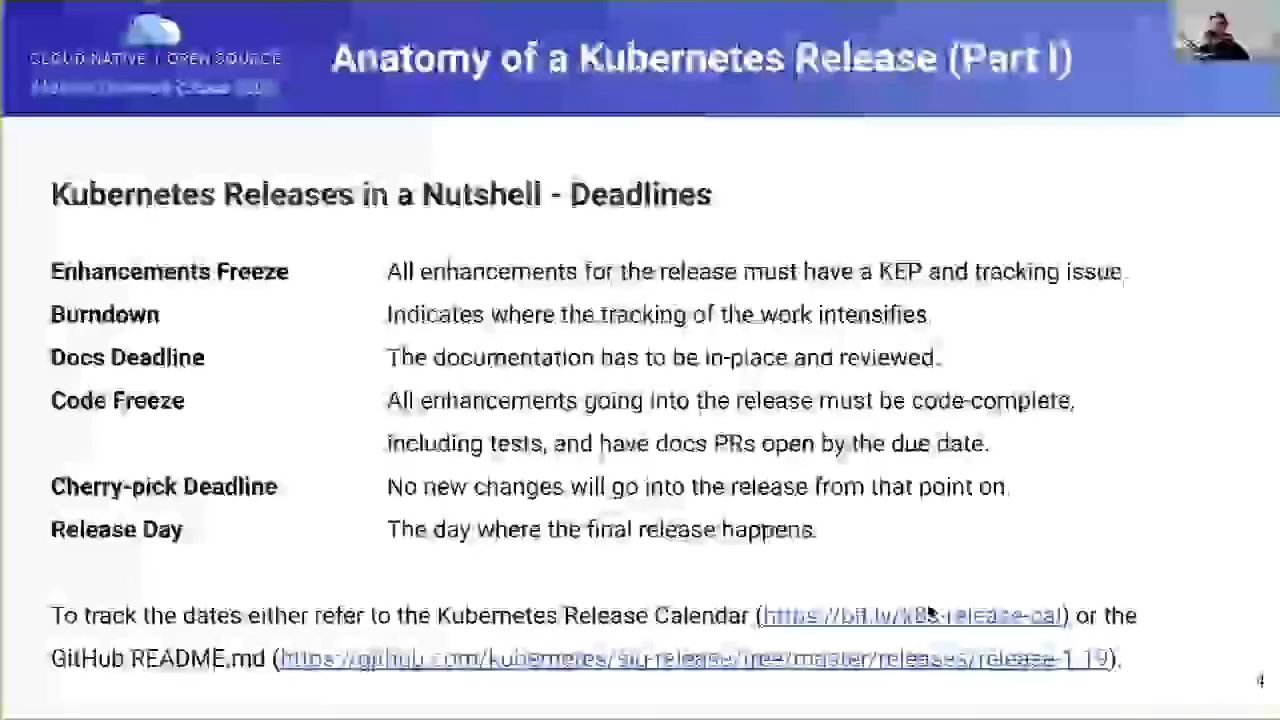 CLOUD NATIVE | OPEN SOURCE
Anatomy of a Kubernetes Release (Part I)
Kubernetes Releases in a Nutshell - Deadlines
Enhancements Freeze All enhancements for the release must have a KEP and tracking issue.
Burndown Indicates where the tracking of the work intensifies.
Docs Deadline The documentation has to be in-place and reviewed.
Code Freeze All enhancements going into the release must be code-complete,
including tests, and have docs PRs open by the due date.
Cherry-pick Deadline No new changes will go into the release from that point on.
Release Day The day where the final release happens.
To track the dates either refer to the Kubernetes Release Calendar (https://bit.ly/k8s-release-cal) or the
GitHub README.md (https://github.com/kubernetes/sig-release/tree/master/releases/release-1.19).
4